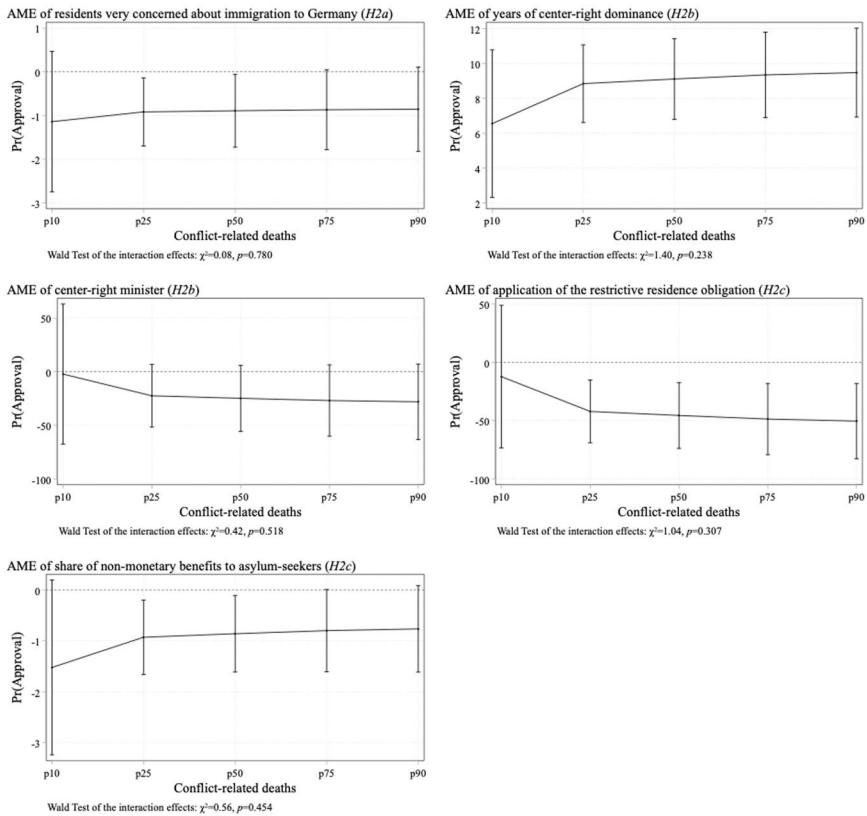 AME of residents very concerned about immigration to Germany (H2a)
1
0
-1
-2
-3
Pr(Approval)
p10 p25 p50 p75 p90
Conflict-related deaths
Wald Test of the interaction effects: χ²=0.08, p=0.780
AME of years of center-right dominance (H2b)
12
10
8
6
4
2
Pr(Approval)
p10 p25 p50 p75 p90
Conflict-related deaths
Wald Test of the interaction effects: χ²=1.40, p=0.238
AME of center-right minister (H2b)
50
0
-50
-100
Pr(Approval)
p10 p25 p50 p75 p90
Conflict-related deaths
Wald Test of the interaction effects: χ²=0.42, p=0.518
AME of application of the restrictive residence obligation (H2c)
50
0
-50
-100
Pr(Approval)
p10 p25 p50 p75 p90
Conflict-related deaths
Wald Test of the interaction effects: χ²=1.04, p=0.307
AME of share of non-monetary benefits to asylum-seekers (H2c)
0
-1
-2
-3
Pr(Approval)
p10 p25 p50 p75 p90
Conflict-related deaths
Wald Test of the interaction effects: χ²=0.56, p=0.454